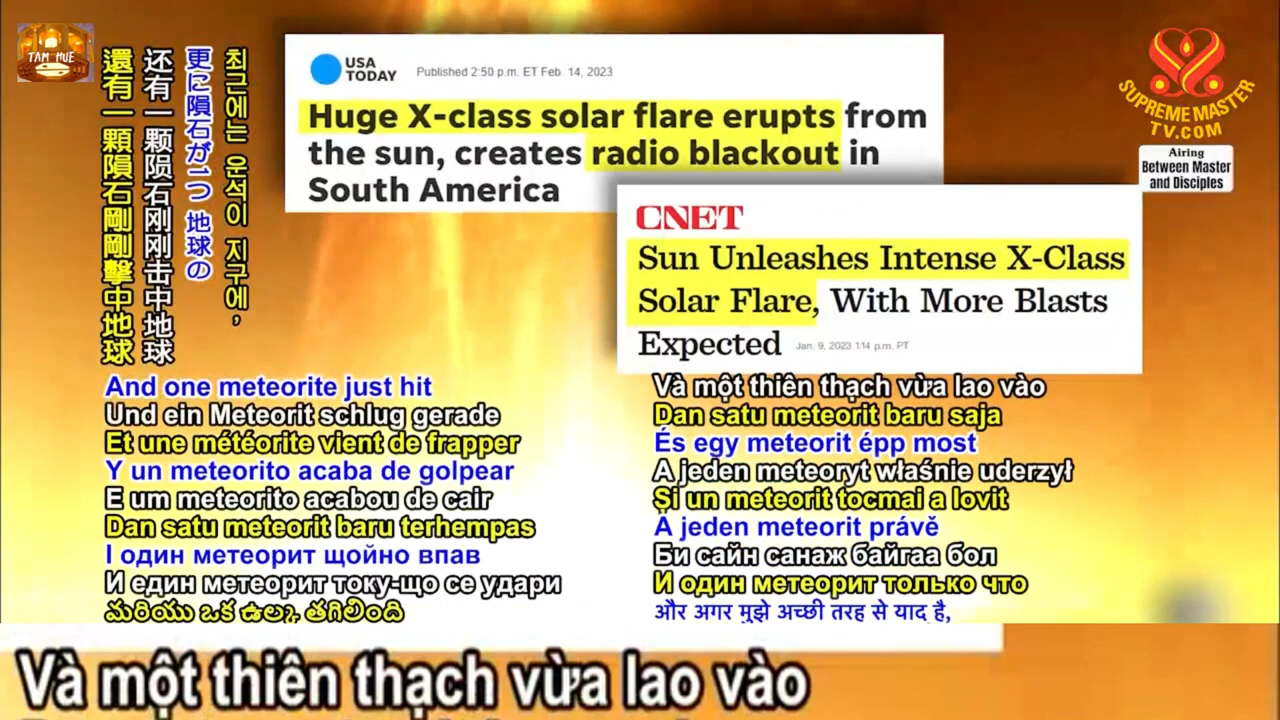 TAM HUE
USA
TODAY
Published 2:50 p.m. ET Feb. 14, 2023
Huge X-class solar flare erupts from
the sun, creates radio blackout in
South America
CNET
Sun Unleashes Intense X-Class
Solar Flare, With More Blasts
Expected
Jan. 9, 2023 1:14 p.m. PT
SUPREME MASTER
TV.COM
Airing
Between Master
and Disciples
최근에는 운석이 지구에,
更に隕石が一つ 地球の
还有一颗陨石刚刚击中地球
還有一顆隕石剛剛擊中地球
And one meteorite just hit
Und ein Meteorit schlug gerade
Et une météorite vient de frapper
Y un meteorito acaba de golpear
E um meteorito acabou de cair
Dan satu meteorit baru terhempas
І один метеорит щойно впав
И един метеорит току-що се удари
మరియు ఒక ఉల్క తగిలింది
Và một thiên thạch vừa lao vào
Dan satu meteorit baru saja
És egy meteorit épp most
A jeden meteoryt właśnie uderzył
Și un meteorit tocmai a lovit
A jeden meteorit právě
Би сайн санаж байгаа бол
И один метеорит только что
और अगर मुझे अच्छी तरह से याद है,
Và một thiên thạch vừa lao vào